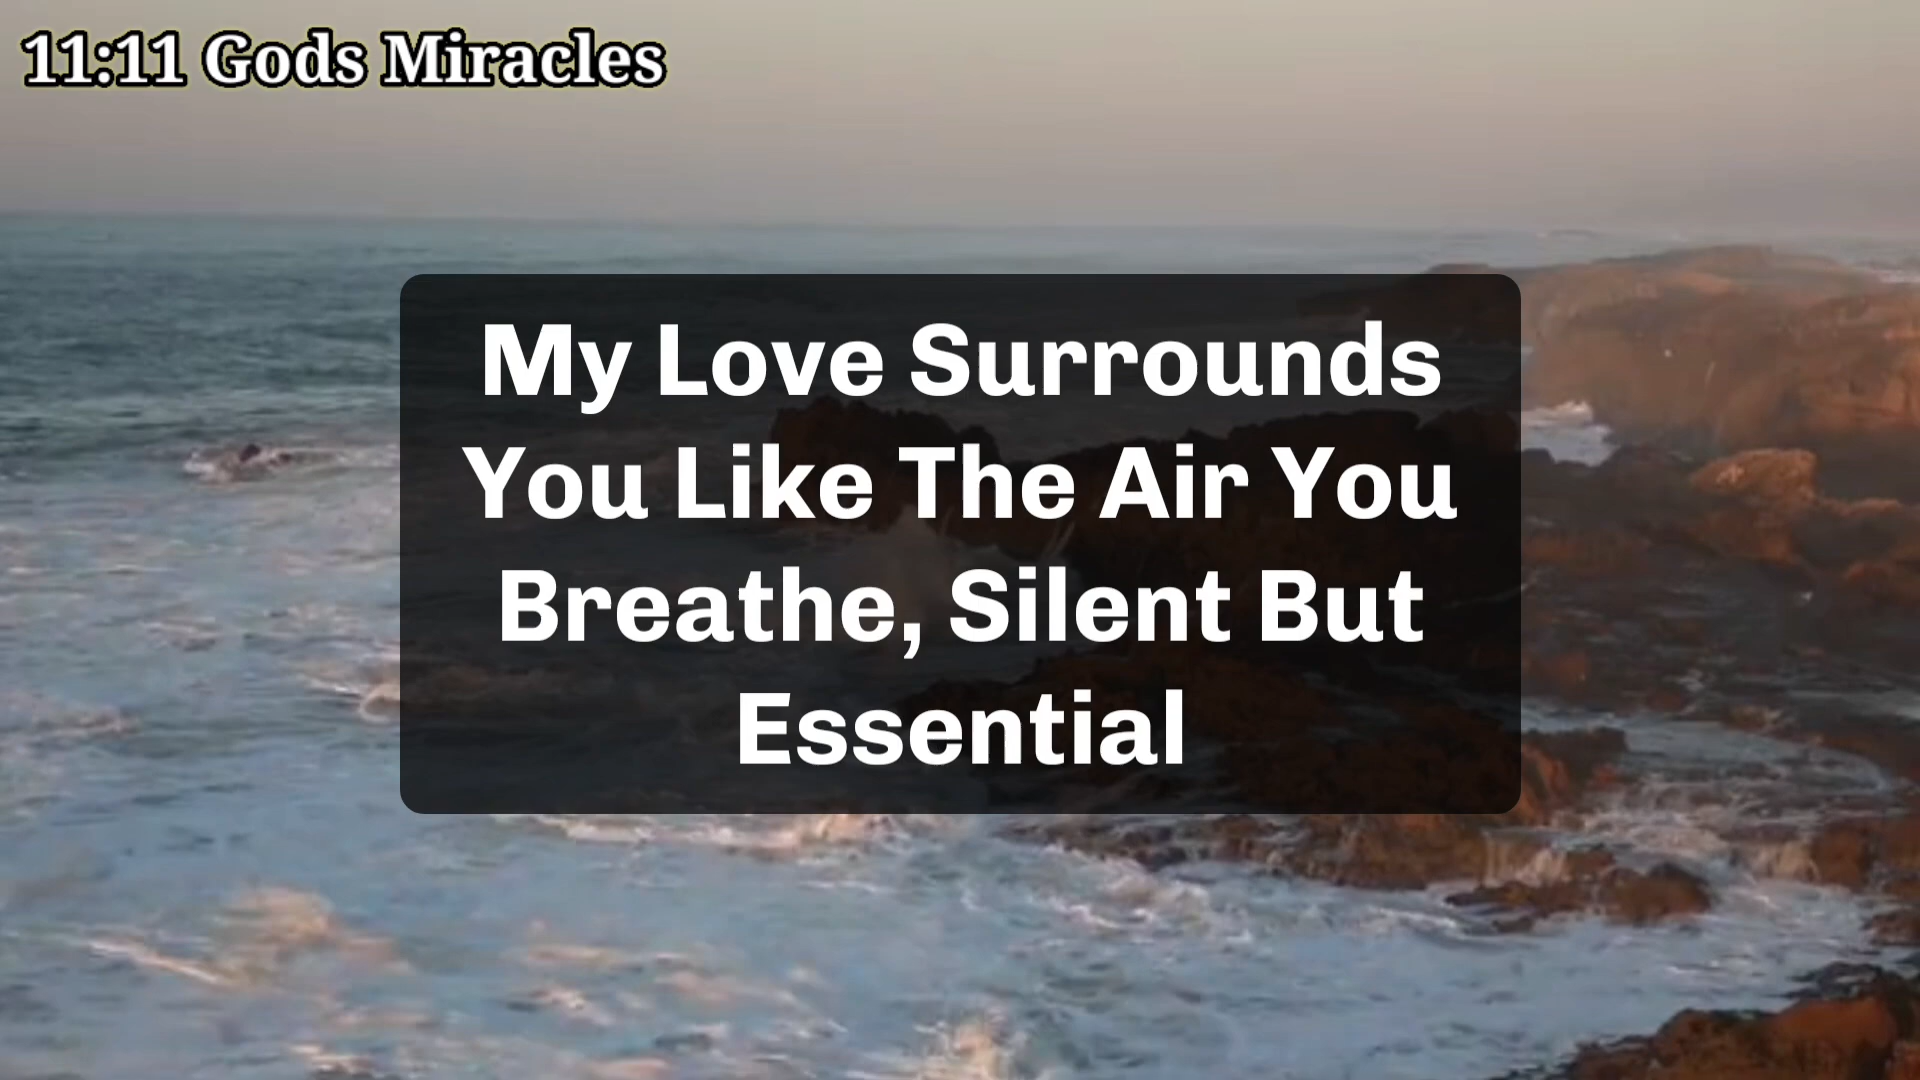 11:11 Gods Miracles
My Love Surrounds
You Like The Air You
Breathe, Silent But
Essential